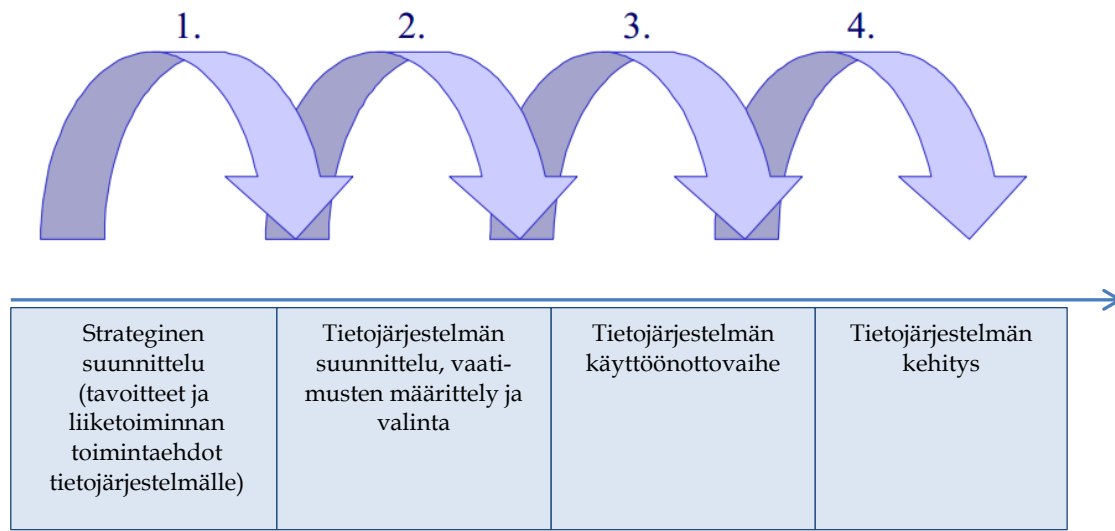 1.
2.
3.
4.
Strateginen
suunnittelu
(tavoitteet ja
liiketoiminnan
toimintaehdot
tietojärjestelmälle)
Tietojärjestelmän
suunnittelu, vaati-
musten määrittely ja
valinta
Tietojärjestelmän
käyttöönottovaihe
Tietojärjestelmän
kehitys